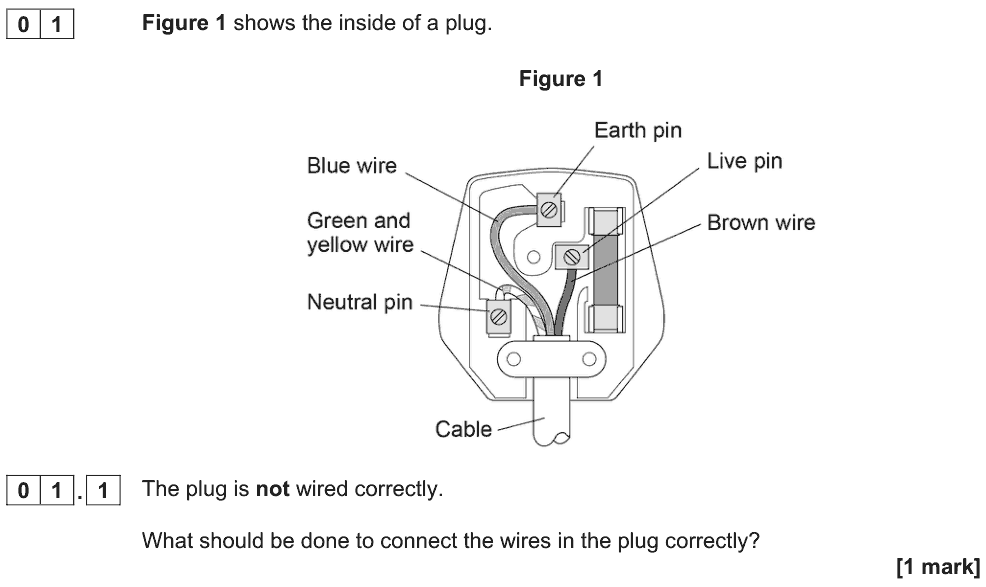 0 1 Figure 1 shows the inside of a plug.
Figure 1
Earth pin
Blue wire
Live pin
Green and
yellow wire
Brown wire
Neutral pin
Cable
0 1 . 1 The plug is not wired correctly.
What should be done to connect the wires in the plug correctly?
[1 mark]